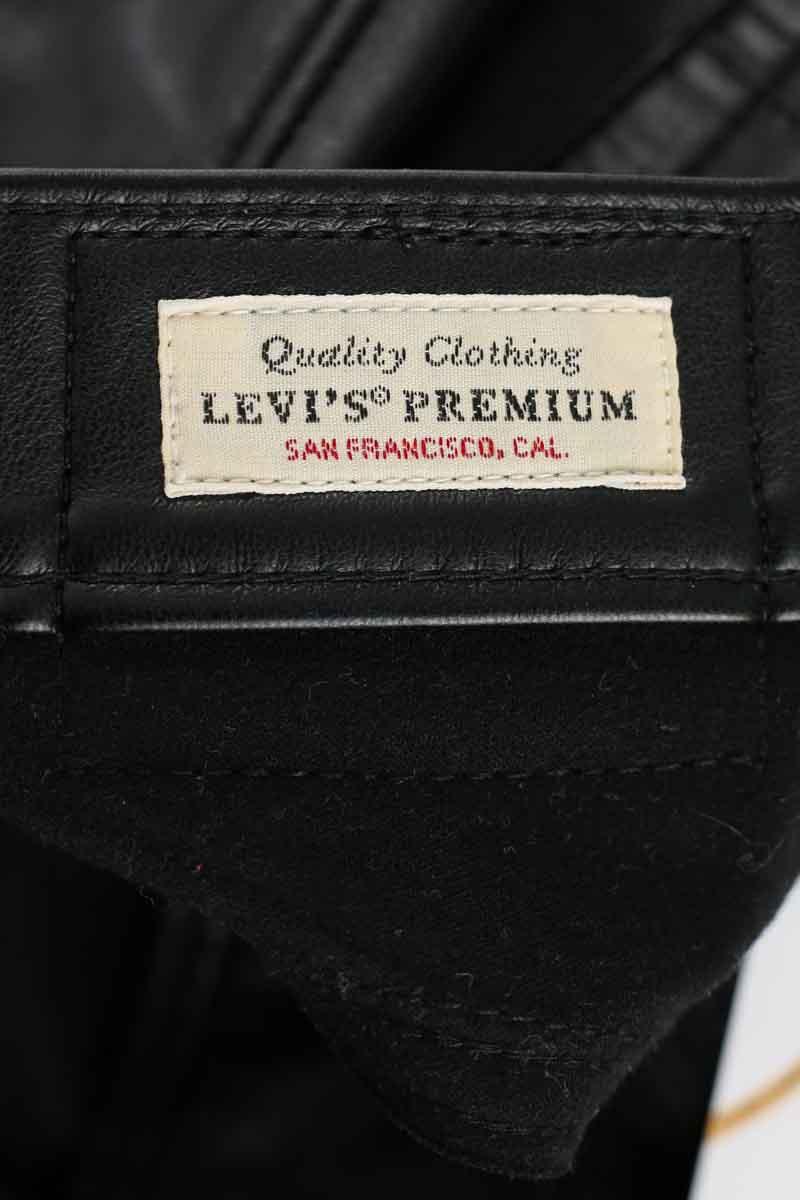 Quality Clothing
LEVI'S® PREMIUM
SAN FRANCISCO, CAL.